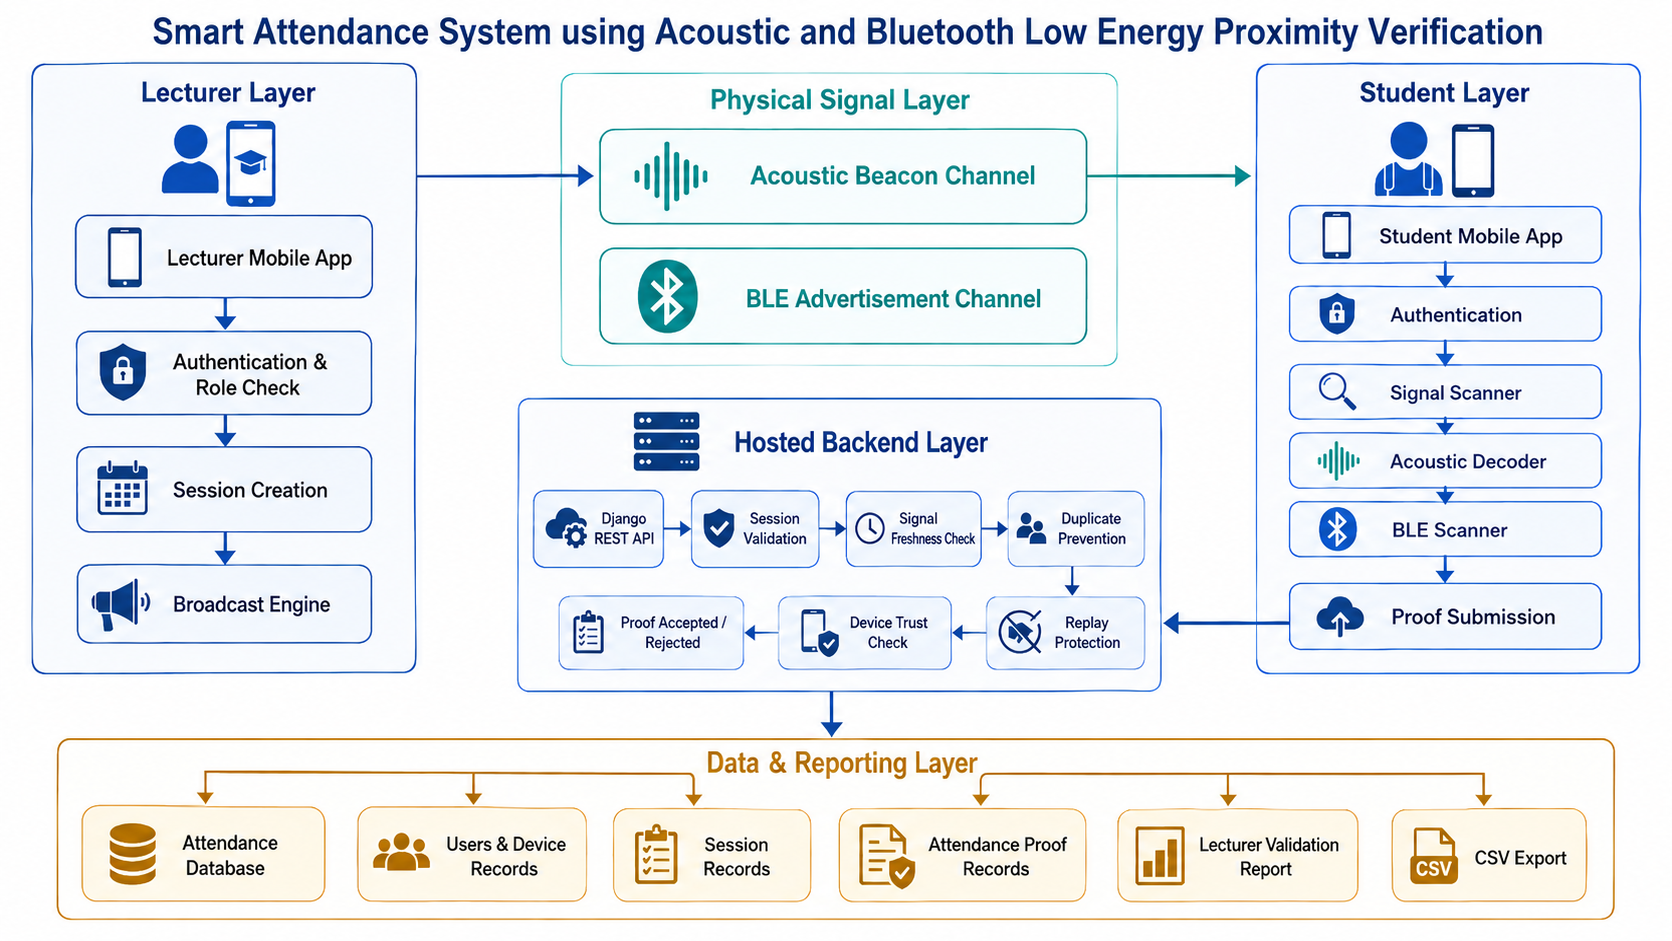 Smart Attendance System using Acoustic and Bluetooth Low Energy Proximity Verification
Lecturer Layer
Lecturer Mobile App
Authentication &
Role Check
Session Creation
Broadcast Engine
Physical Signal Layer
Acoustic Beacon Channel
BLE Advertisement Channel
Student Layer
Student Mobile App
Authentication
Signal Scanner
Acoustic Decoder
BLE Scanner
Proof Submission
Hosted Backend Layer
Django
REST API
Session
Validation
Signal
Freshness Check
Duplicate
Prevention
Proof Accepted /
Rejected
Device Trust
Check
Replay
Protection
Data & Reporting Layer
Attendance
Database
Users & Device
Records
Session
Records
Attendance Proof
Records
Lecturer Validation
Report
CSV
CSV Export